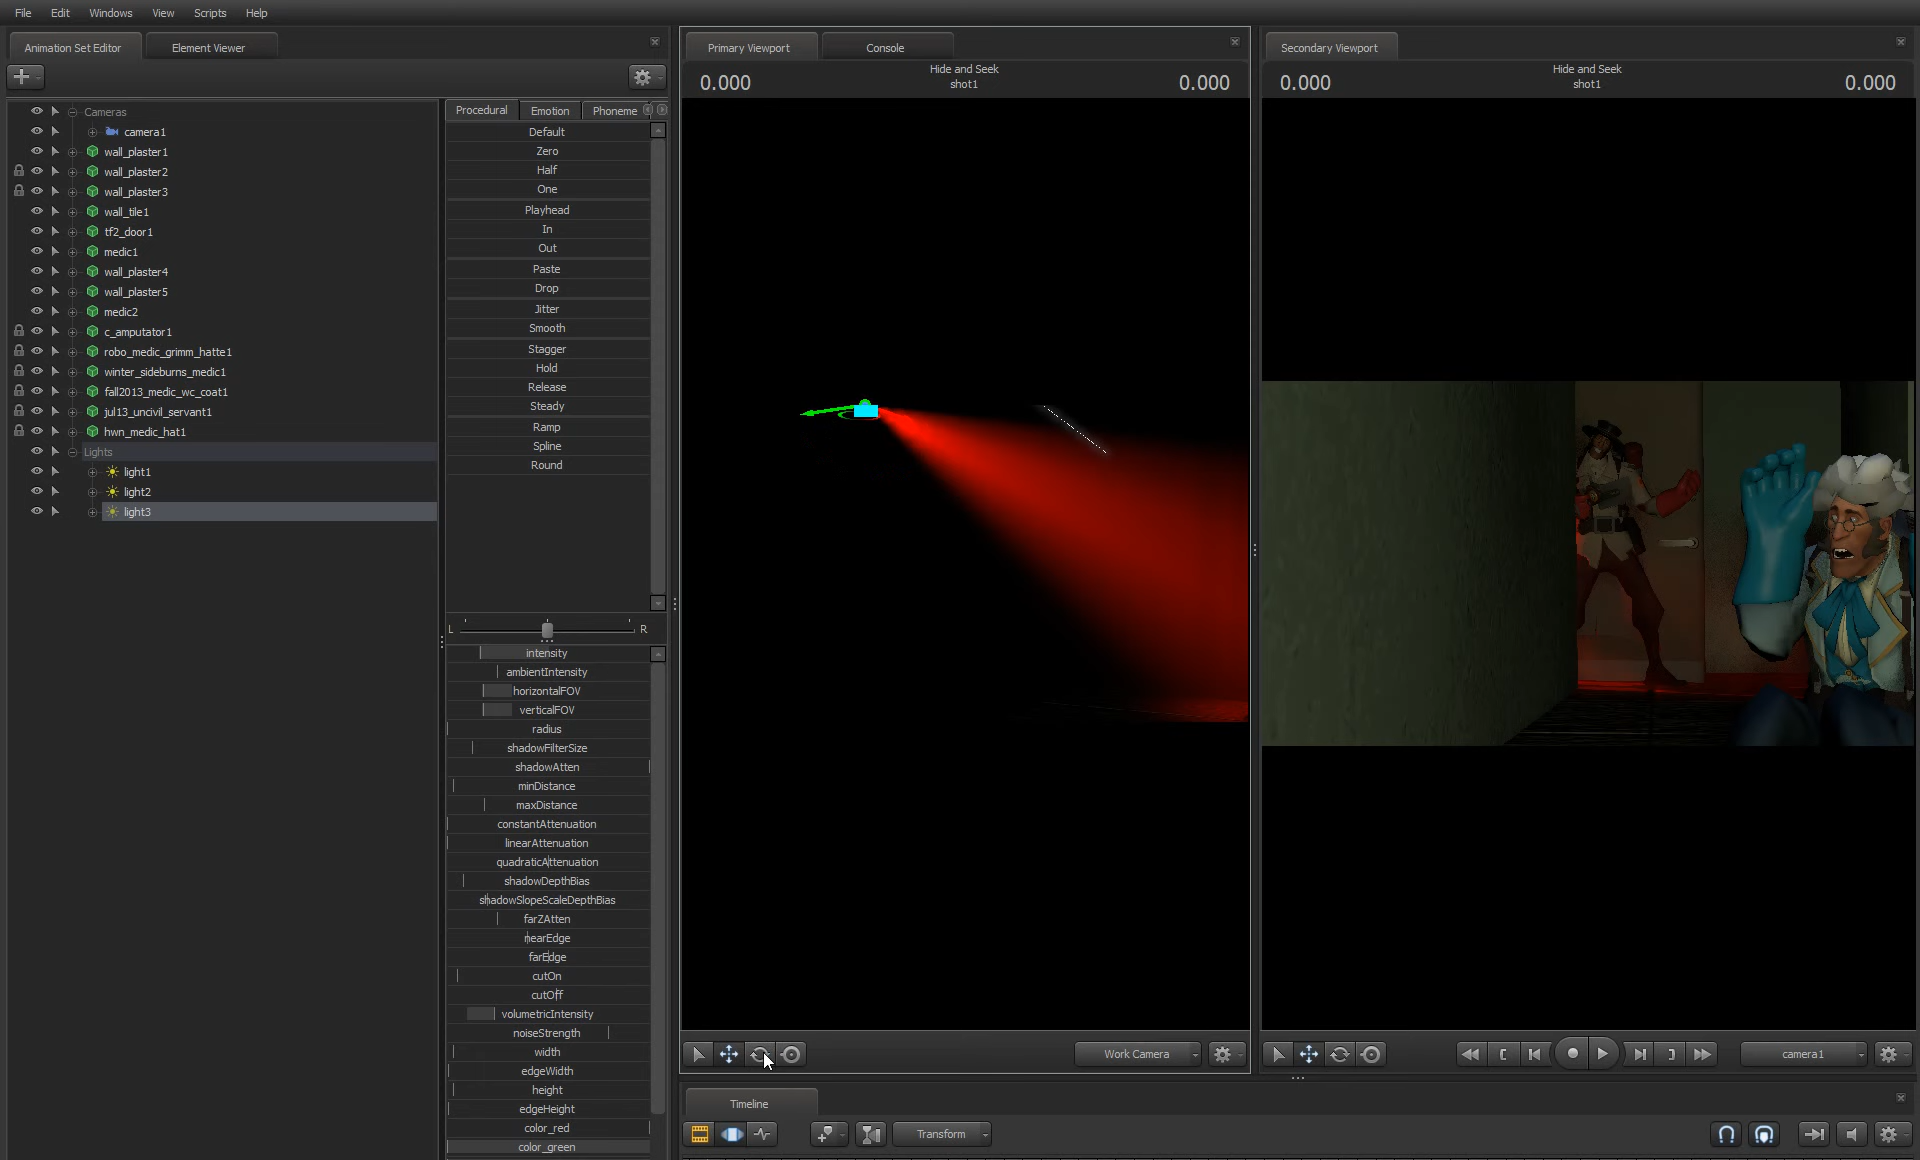 File Edit Windows View Scripts Help
Animation Set Editor
Element Viewer
Cameras
camera1
wall_plaster1
wall_plaster2
wall_plaster3
wall_tile1
tf2_door1
medic1
wall_plaster4
wall_plaster5
medic2
c_amputator1
robo_medic_grimm_hatte1
winter_sideburns_medic1
fall2013_medic_wc_coat1
jul13_uncivil_servant1
hwn_medic_hat1
Lights
light1
light2
light3
Procedural Emotion Phoneme
Default
Zero
Half
One
Playhead
In
Out
Paste
Drop
Jitter
Smooth
Stagger
Hold
Release
Steady
Ramp
Spline
Round
L R
intensity
ambientIntensity
horizontalFOV
verticalFOV
radius
shadowFilterSize
shadowAtten
minDistance
maxDistance
constantAttenuation
linearAttenuation
quadraticAttenuation
shadowDepthBias
shadowSlopeScaleDepthBias
farZAtten
nearEdge
farEdge
cutOn
cutOff
volumetricIntensity
noiseStrength
width
edgeWidth
height
edgeHeight
color_red
color_green
Primary Viewport
Console
0.000
Hide and Seek
shot1
0.000
Work Camera
Secondary Viewport
0.000
Hide and Seek
shot1
0.000
camera1
Timeline
Transform